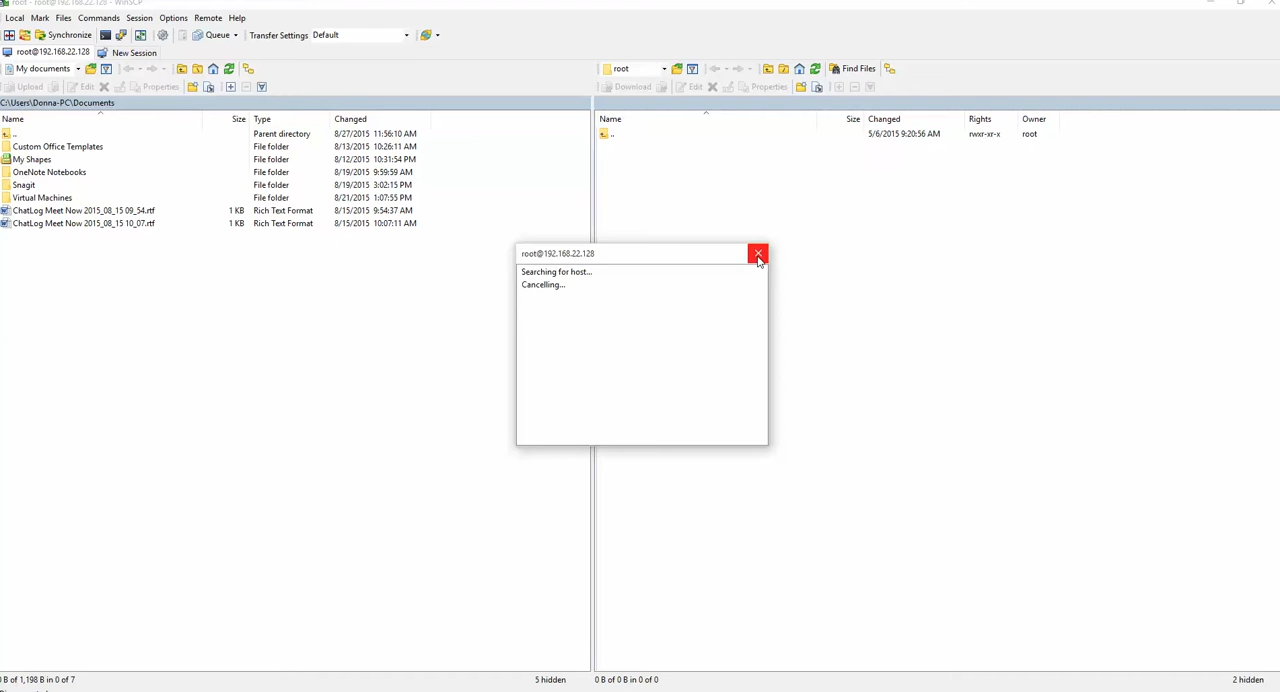 root - root@192.168.22.128 - WinSCP
Local Mark Files Commands Session Options Remote Help
Synchronize Queue Transfer Settings Default
root@192.168.22.128 New Session
My documents
root Find Files
Upload Edit Properties
Download Edit Properties
C:\Users\Donna-PC\Documents
Name Size Type Changed
.. Parent directory 8/27/2015 11:56:10 AM
Custom Office Templates File folder 8/13/2015 10:26:11 AM
My Shapes File folder 8/12/2015 10:31:54 PM
OneNote Notebooks File folder 8/19/2015 9:59:59 AM
Snagit File folder 8/19/2015 3:02:15 PM
Virtual Machines File folder 8/21/2015 1:07:55 PM
ChatLog Meet Now 2015_08_15 09_54.rtf 1 KB Rich Text Format 8/15/2015 9:54:37 AM
ChatLog Meet Now 2015_08_15 10_07.rtf 1 KB Rich Text Format 8/15/2015 10:07:11 AM
Name Size Changed Rights Owner
.. 5/6/2015 9:20:56 AM rwxr-xr-x root
root@192.168.22.128
Searching for host...
Cancelling...
0 B of 1,198 B in 0 of 7 5 hidden
0 B of 0 B in 0 of 0 2 hidden